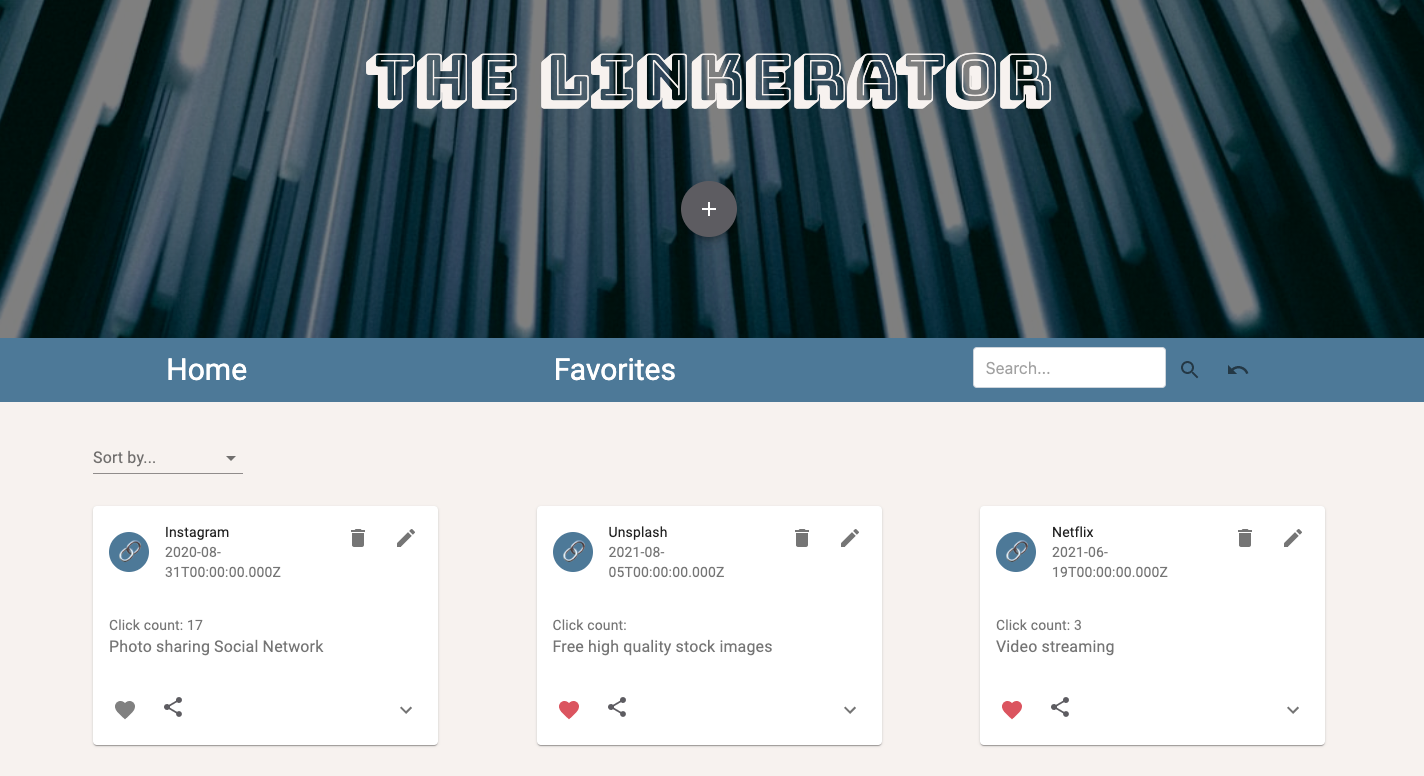 THE LINKERATOR
Home
Favorites
Search...
Sort by...
Instagram
2020-08-
31T00:00:00.000Z
Click count: 17
Photo sharing Social Network
Unsplash
2021-08-
05T00:00:00.000Z
Click count:
Free high quality stock images
Netflix
2021-06-
19T00:00:00.000Z
Click count: 3
Video streaming